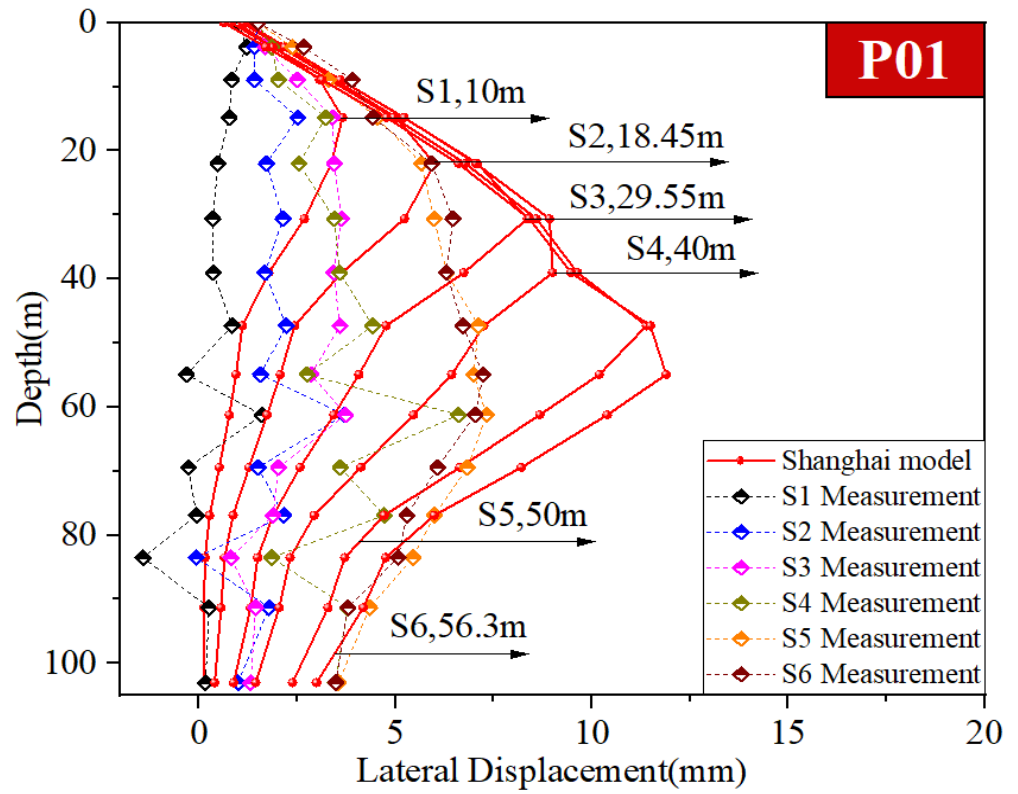 P01
0
20
40
60
80
100
Depth(m)
S1,10m
S2,18.45m
S3,29.55m
S4,40m
S5,50m
S6,56.3m
Shanghai model
S1 Measurement
S2 Measurement
S3 Measurement
S4 Measurement
S5 Measurement
S6 Measurement
0
5
10
15
20
Lateral Displacement(mm)